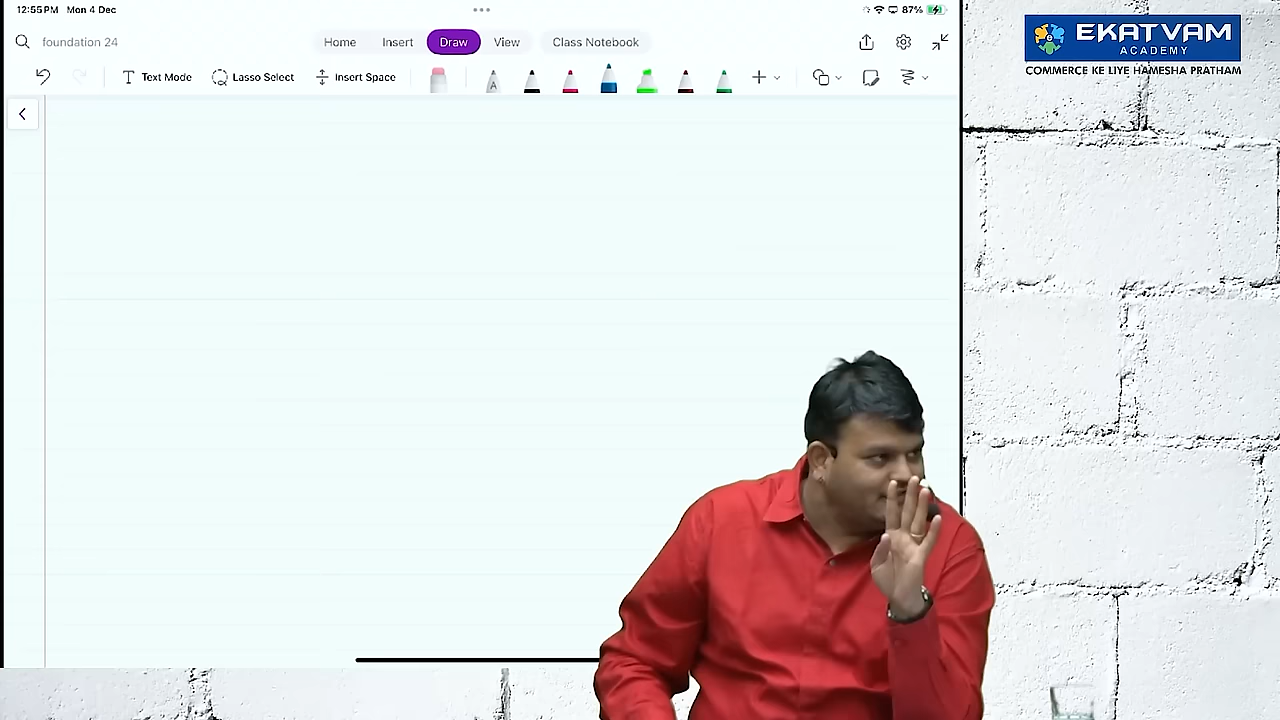 12:55 PM Mon 4 Dec
87%
foundation 24
Home Insert Draw View Class Notebook
Text Mode Lasso Select Insert Space
EKATVAM
ACADEMY
COMMERCE KE LIYE HAMESHA PRATHAM